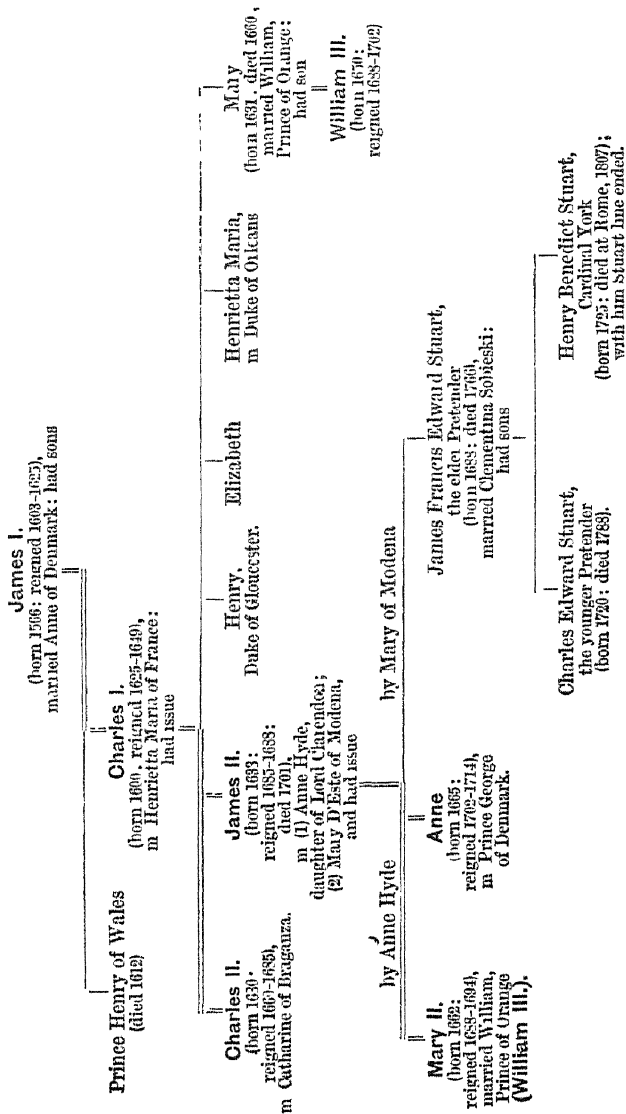 James I.
(born 1566: reigned 1603-1625),
married Anne of Denmark: had sons
Prince Henry of Wales
(died 1612)
Charles I.
(born 1600, reigned 1625-1649),
m Henrietta Maria of France:
had issue
Charles II.
(born 1630.
reigned 1660-1685),
m Catharine of Braganza.
James II.
(born 1633:
reigned 1685-1688:
died 1701),
m (1) Anne Hyde,
daughter of Lord Clarendon;
(2) Mary D'Este of Modena,
and had issue
Henry,
Duke of Gloucester.
Elizabeth
Henrietta Maria,
m Duke of Orleans
Mary
(born 1631, died 1660,
married William,
Prince of Orange:
had son
William III.
(born 1650:
reigned 1688-1702)
by Anne Hyde
by Mary of Modena
Mary II.
(born 1662:
reigned 1688-1694),
married William,
Prince of Orange
(William III.).
Anne
(born 1665:
reigned 1702-1714),
m Prince George
of Denmark.
James Francis Edward Stuart,
the elder Pretender
(born 1688: died 1766),
married Clementina Sobieski:
had sons
Charles Edward Stuart,
the younger Pretender
(born 1720: died 1788).
Henry Benedict Stuart,
Cardinal York
(born 1725: died at Rome, 1807);
with him Stuart line ended.